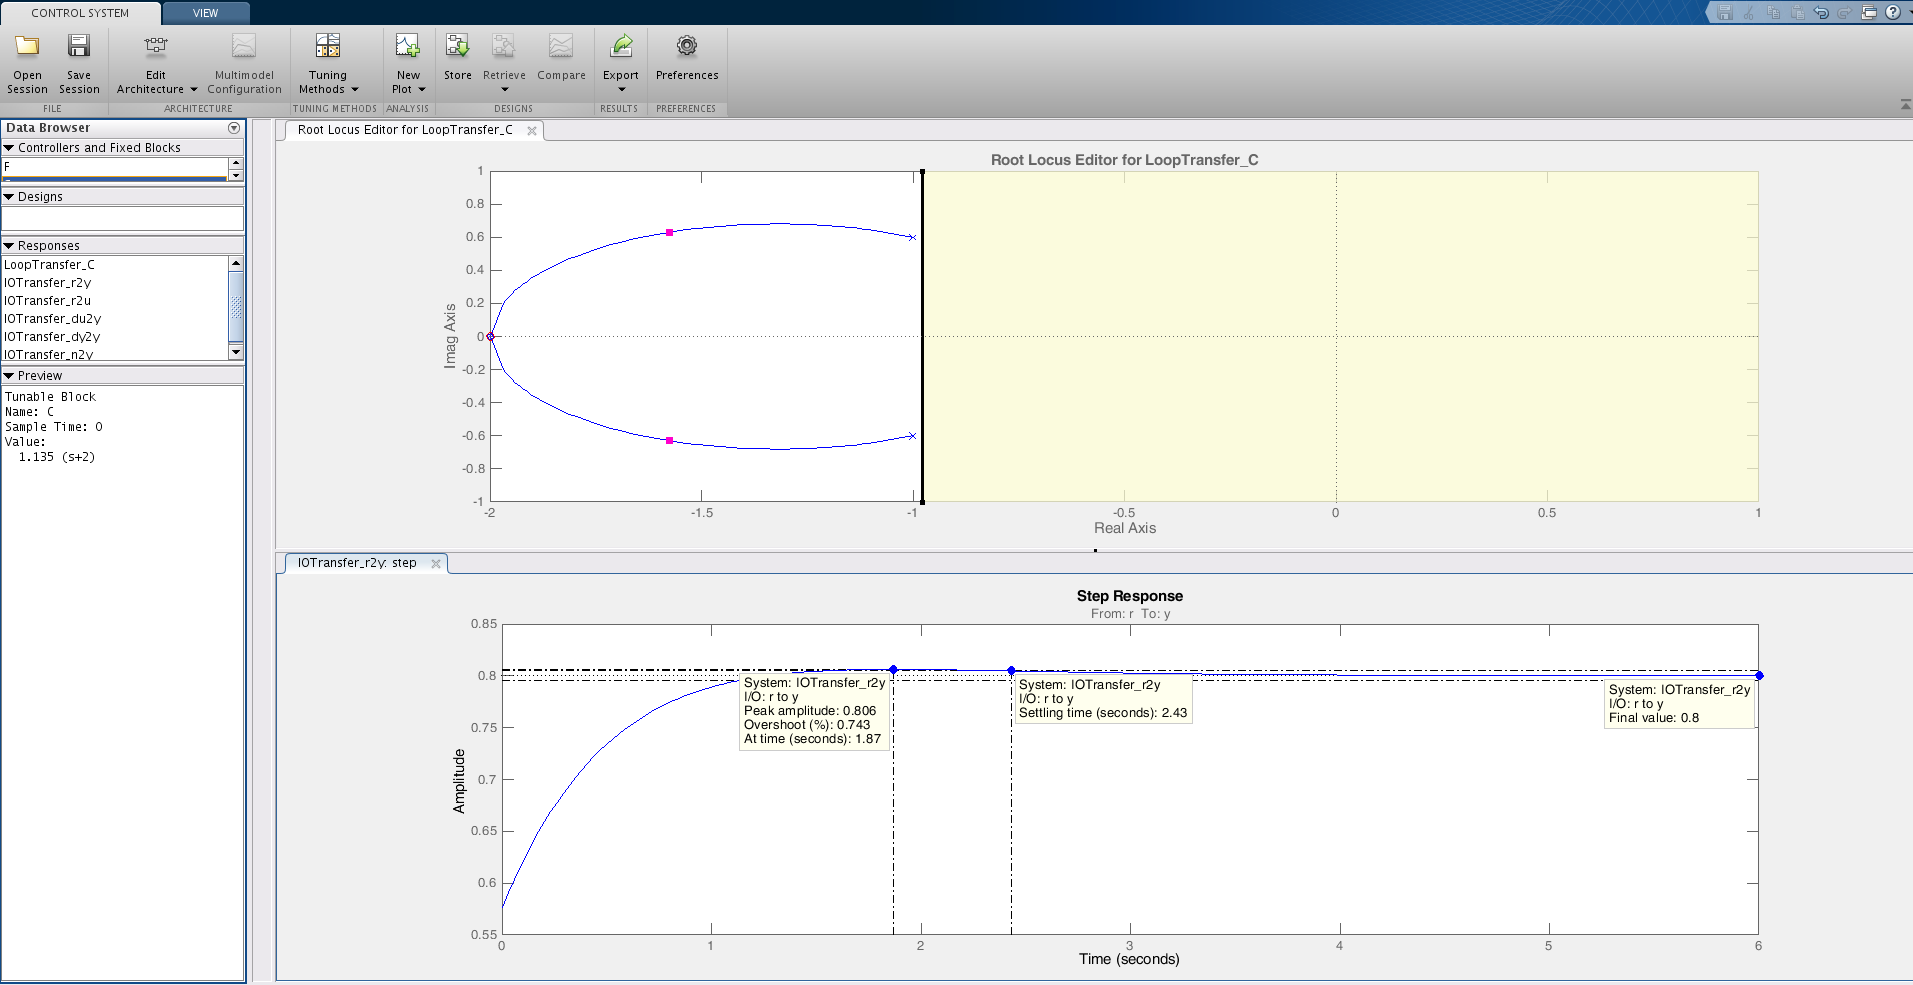 CONTROL SYSTEM
VIEW
Open Session
Save Session
Edit Architecture
Multimodel Configuration
Tuning Methods
New Plot
Store
Retrieve
Compare
Export
Preferences
FILE
ARCHITECTURE
TUNING METHODS
ANALYSIS
DESIGNS
RESULTS
PREFERENCES
Data Browser
Controllers and Fixed Blocks
F
Designs
Responses
LoopTransfer_C
IOTransfer_r2y
IOTransfer_r2u
IOTransfer_du2y
IOTransfer_dy2y
IOTransfer_n2y
Preview
Tunable Block
Name: C
Sample Time: 0
Value:
1.135 (s+2)
Root Locus Editor for LoopTransfer_C
Root Locus Editor for LoopTransfer_C
Imag Axis
1
0.8
0.6
0.4
0.2
0
-0.2
-0.4
-0.6
-0.8
-1
-2
-1.5
-1
-0.5
0
0.5
1
Real Axis
IOTransfer_r2y: step
Step Response
From: r To: y
Amplitude
0.85
0.8
0.75
0.7
0.65
0.6
0.55
System: IOTransfer_r2y
I/O: r to y
Peak amplitude: 0.806
Overshoot (%): 0.743
At time (seconds): 1.87
System: IOTransfer_r2y
I/O: r to y
Settling time (seconds): 2.43
System: IOTransfer_r2y
I/O: r to y
Final value: 0.8
0
1
2
3
4
5
6
Time (seconds)